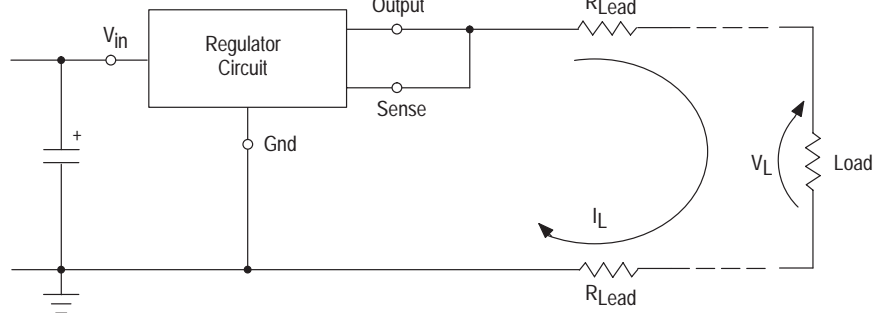 Output
RLead
Vin
Regulator
Circuit
Sense
+
Gnd
VL
Load
IL
RLead